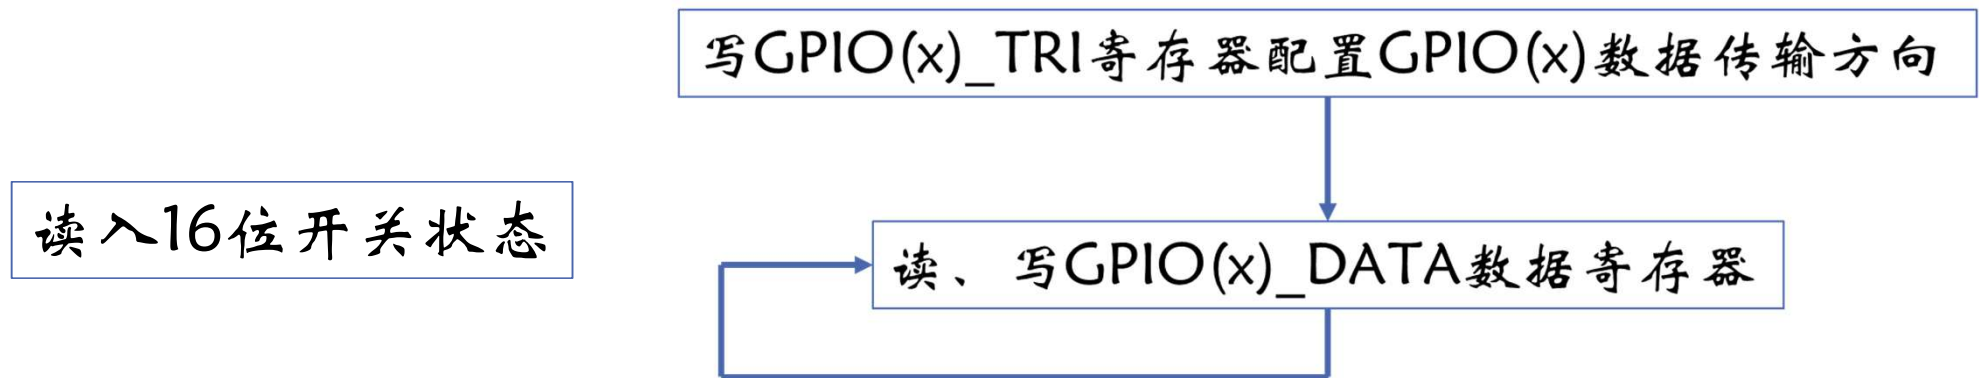 写GPIO(x)_TRI寄存器配置GPIO(x)数据传输方向
读入16位开关状态
读、写GPIO(x)_DATA数据寄存器